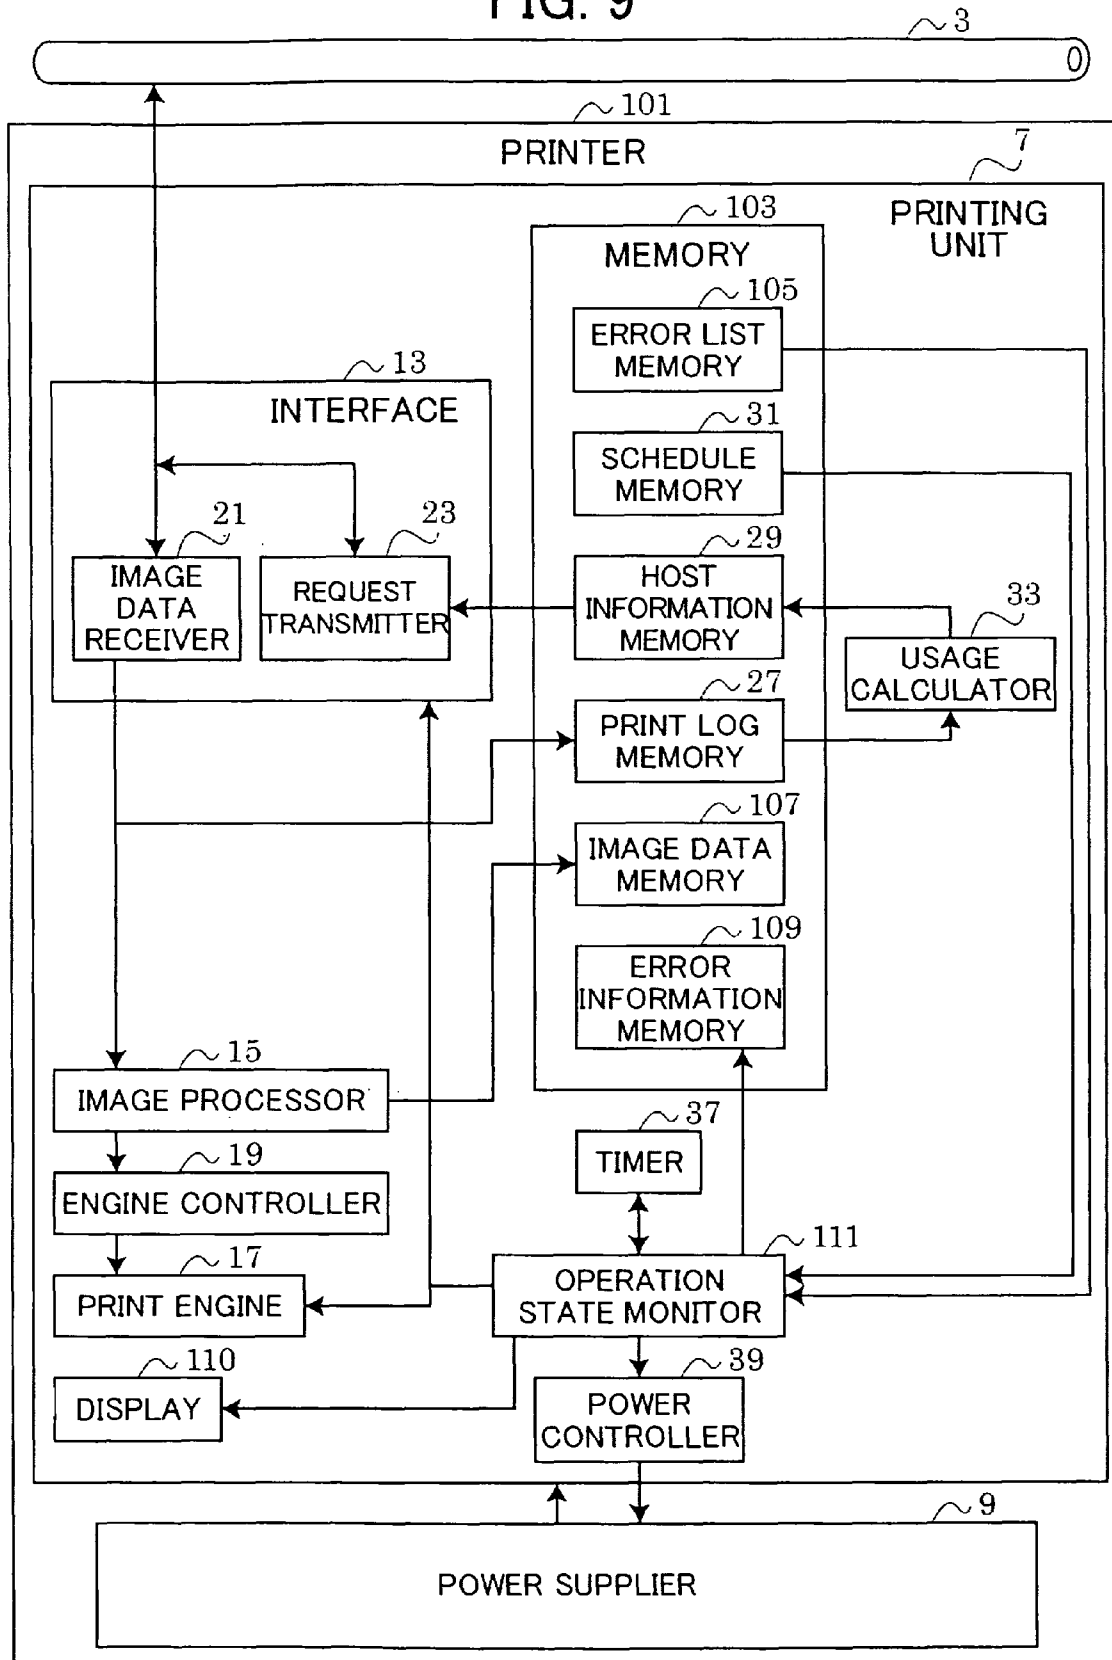 FIG. 9
3
101
PRINTER
7
PRINTING
UNIT
103
MEMORY
105
ERROR LIST
MEMORY
13
INTERFACE
31
SCHEDULE
MEMORY
21
IMAGE
DATA
RECEIVER
23
REQUEST
TRANSMITTER
29
HOST
INFORMATION
MEMORY
33
USAGE
CALCULATOR
27
PRINT LOG
MEMORY
107
IMAGE DATA
MEMORY
109
ERROR
INFORMATION
MEMORY
15
IMAGE PROCESSOR
37
TIMER
19
ENGINE CONTROLLER
111
OPERATION
STATE MONITOR
17
PRINT ENGINE
110
DISPLAY
39
POWER
CONTROLLER
9
POWER SUPPLIER